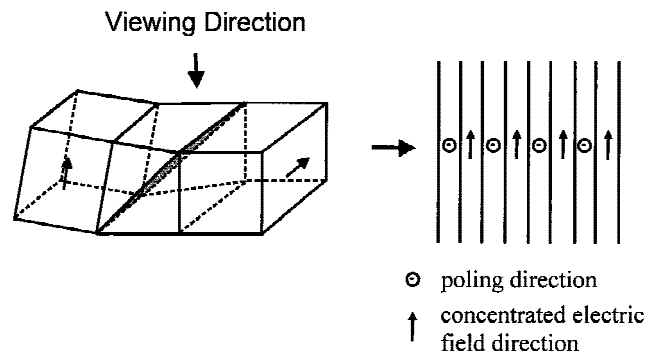 Viewing Direction
poling direction
concentrated electric
field direction